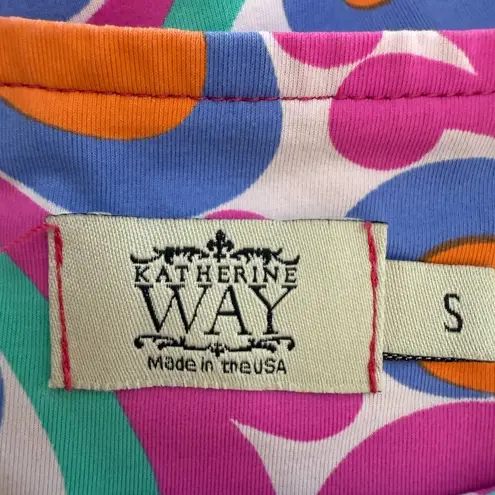 KATHERINE
WAY
Made in the USA
S